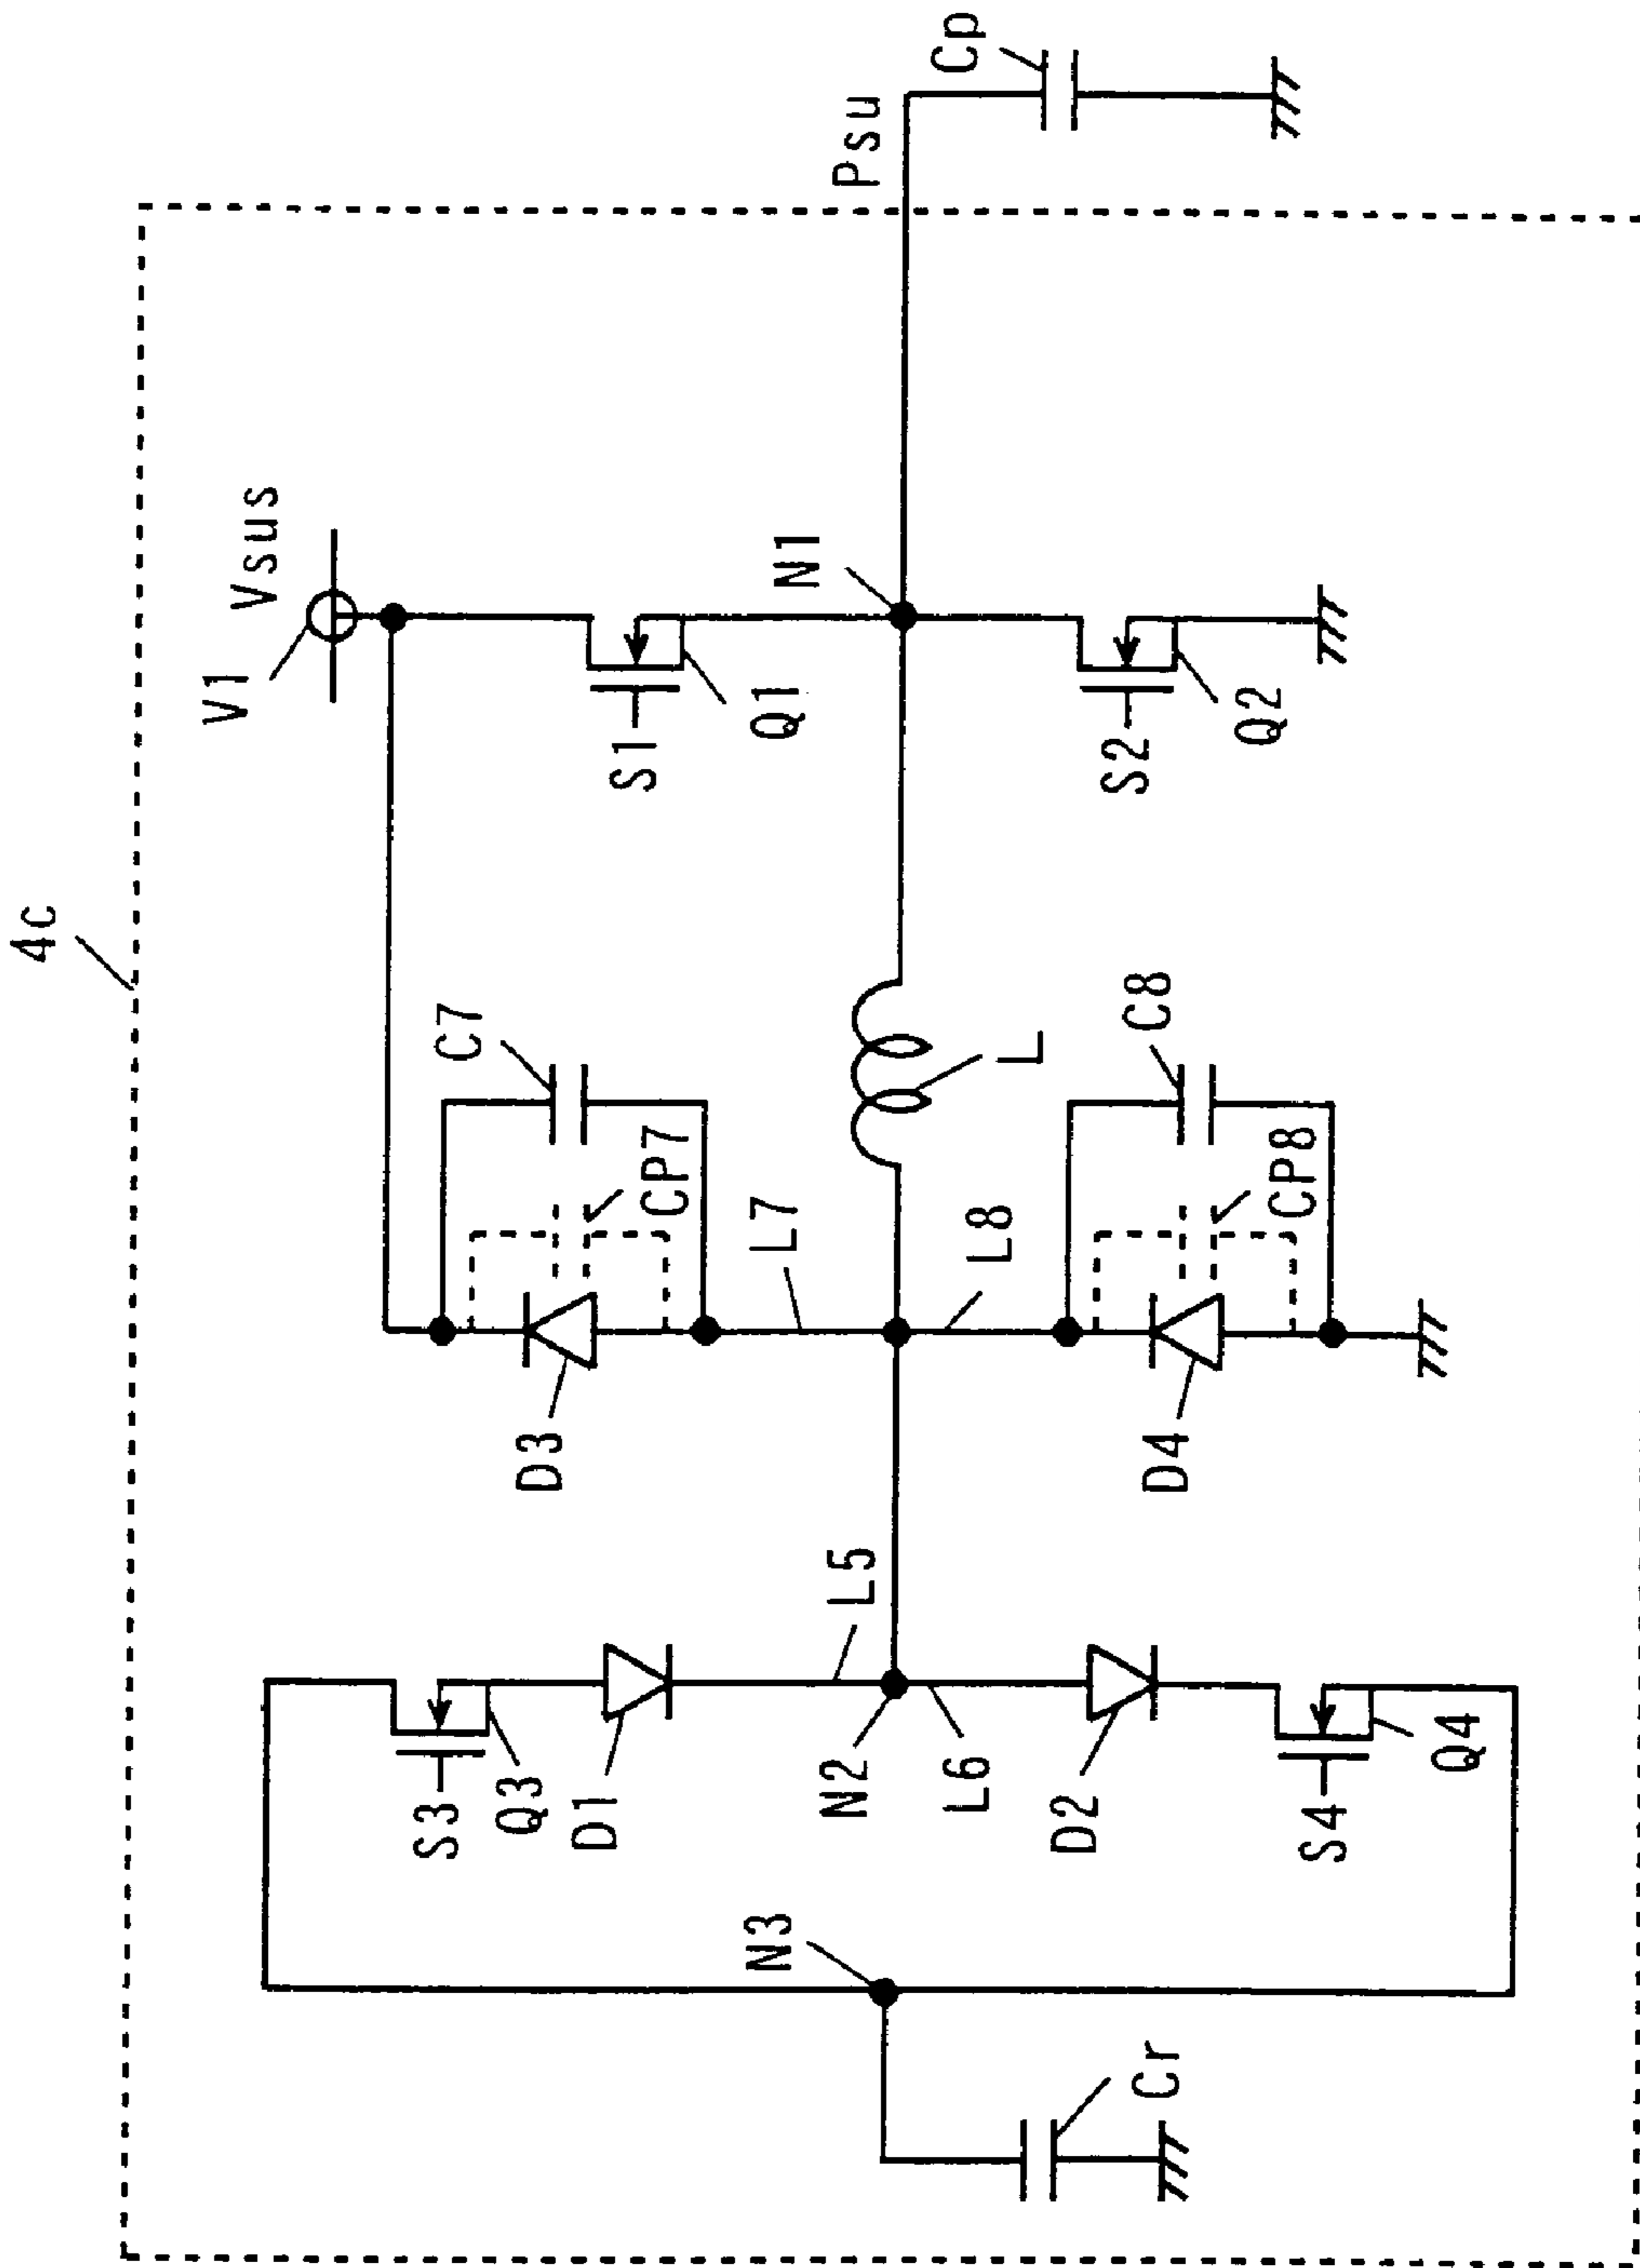 4c
V1
Vsus
C7
CP7
D3
S1
Q1
L7
N1
Psu
Cp
S3
Q3
D1
L5
N2
L6
D2
S4
Q4
N3
Cr
L
L8
C8
CP8
D4
S2
Q2